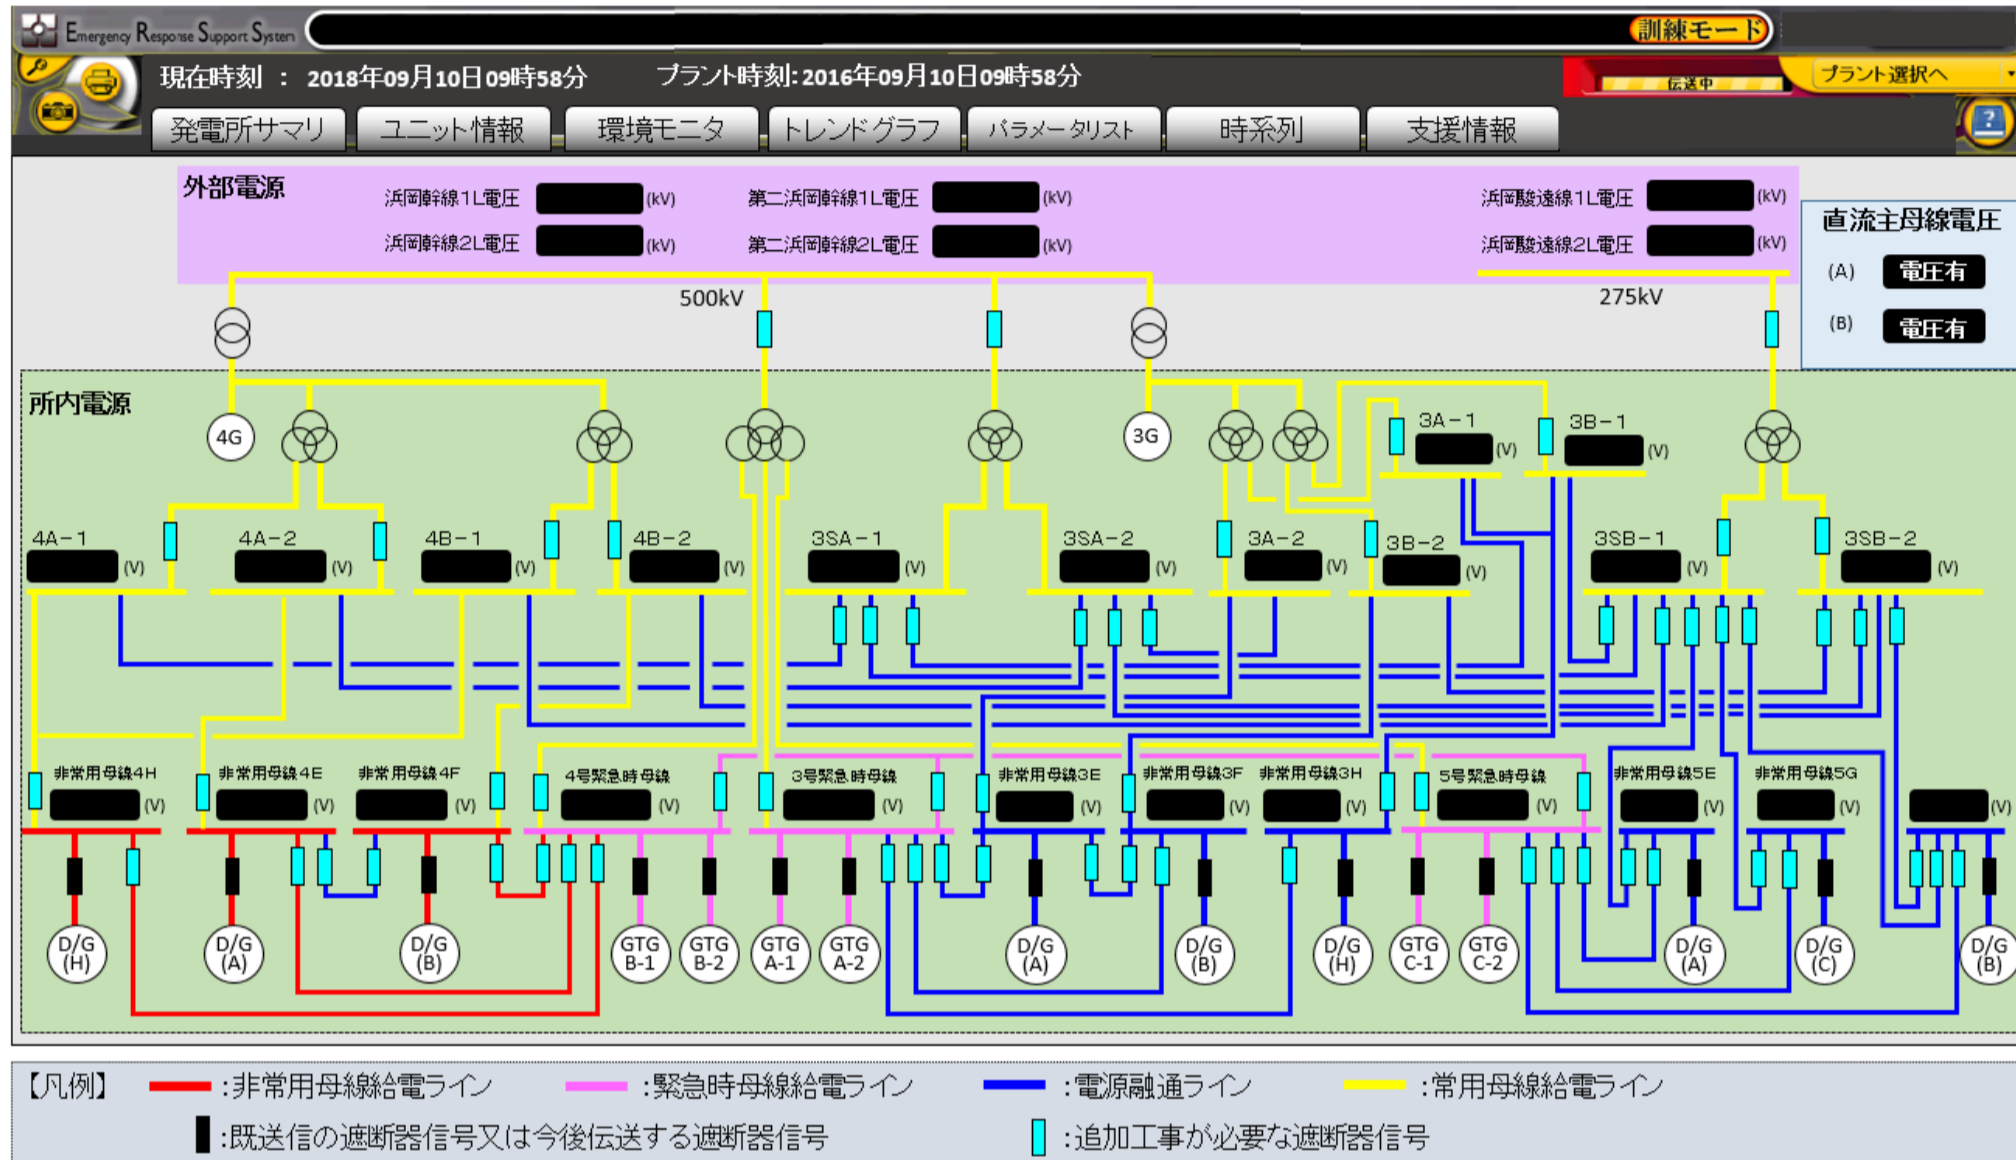 Emergency Response Support System
訓練モード
現在時刻 : 2018年09月10日09時58分 プラント時刻:2016年09月10日09時58分
伝送中
プラント選択へ
発電所サマリ ユニット情報 環境モニタ トレンドグラフ パラメータリスト 時系列 支援情報
?
外部電源
浜岡幹線1L電圧 (kV) 第二浜岡幹線1L電圧 (kV) 浜岡駿遠線1L電圧 (kV)
浜岡幹線2L電圧 (kV) 第二浜岡幹線2L電圧 (kV) 浜岡駿遠線2L電圧 (kV)
直流主母線電圧
(A) 電圧有
(B) 電圧有
500kV 275kV
所内電源
4G 3G
3A-1 (V) 3B-1 (V)
4A-1 (V) 4A-2 (V) 4B-1 (V) 4B-2 (V) 3SA-1 (V) 3SA-2 (V) 3A-2 (V) 3B-2 (V) 3SB-1 (V) 3SB-2 (V)
非常用母線4H (V) 非常用母線4E (V) 非常用母線4F (V) 4号緊急時母線 (V) 3号緊急時母線 (V) 非常用母線3E (V) 非常用母線3F (V) 非常用母線3H (V) 5号緊急時母線 (V) 非常用母線5E (V) 非常用母線5G (V) (V)
D/G (H) D/G (A) D/G (B) GTG B-1 GTG B-2 GTG A-1 GTG A-2 D/G (A) D/G (B) D/G (H) GTG C-1 GTG C-2 D/G (A) D/G (C) D/G (B)
【凡例】 :非常用母線給電ライン :緊急時母線給電ライン :電源融通ライン :常用母線給電ライン
:既送信の遮断器信号又は今後伝送する遮断器信号 :追加工事が必要な遮断器信号